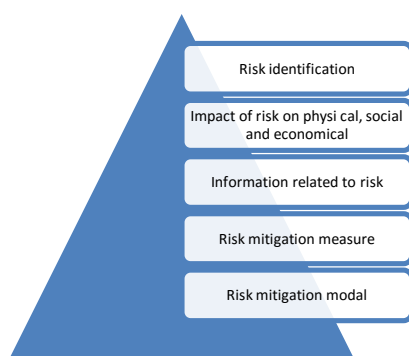 Risk identification
Impact of risk on physi cal, social
and economical
Information related to risk
Risk mitigation measure
Risk mitigation modal